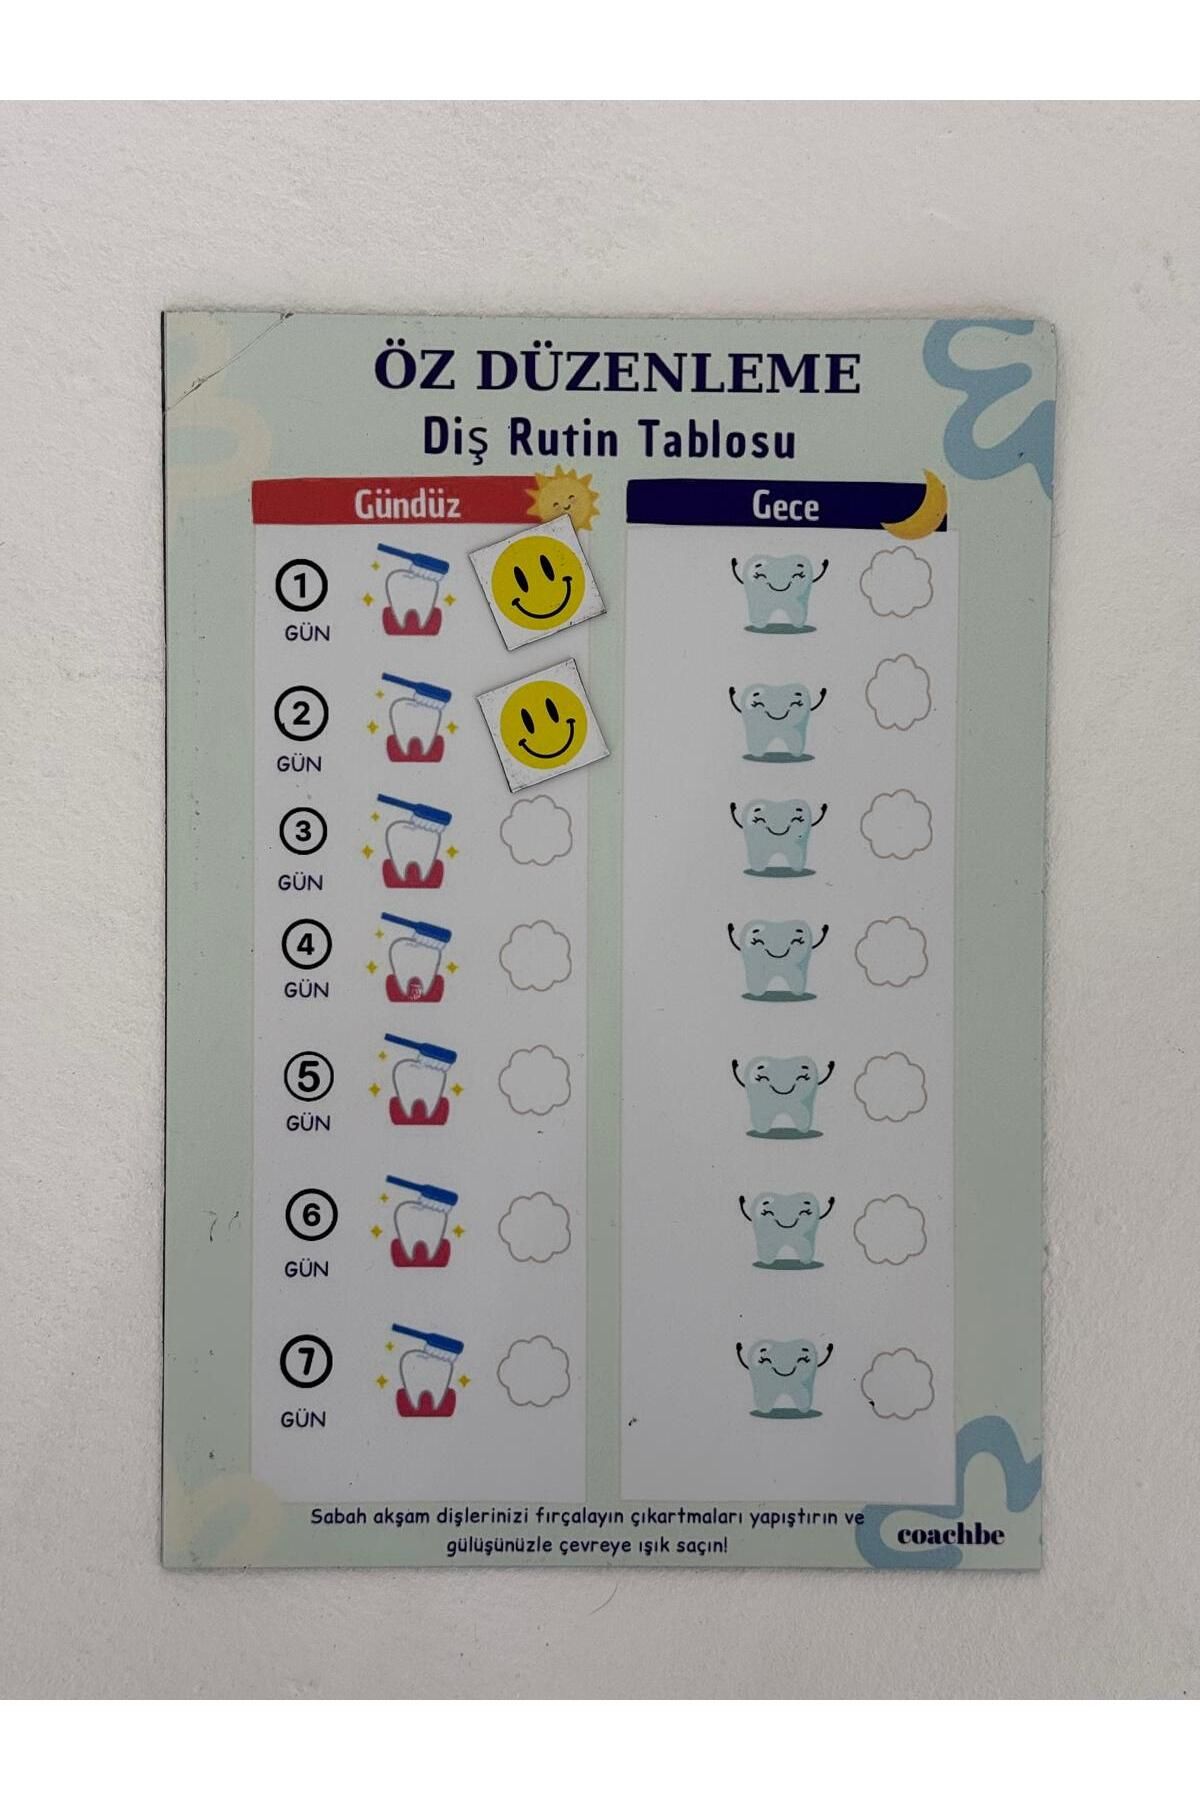 ÖZ DÜZENLEME
Diş Rutin Tablosu
Gündüz
Gece
1
GÜN
2
GÜN
3
GÜN
4
GÜN
5
GÜN
6
GÜN
7
GÜN
Sabah akşam dişlerinizi fırçalayın çıkartmaları yapıştırın ve
gülüşünüzle çevreye ışik saçın!
coachbe